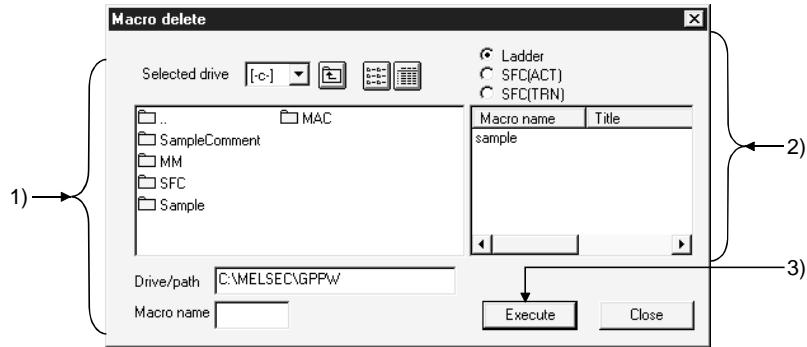 Macro delete
Selected drive [-c-]
Ladder
SFC(ACT)
SFC(TRN)
.. MAC
SampleComment
MM
SFC
Sample
Macro name Title
sample
Drive/path C:\MELSEC\GPPW
Macro name
Execute Close
1)
2)
3)